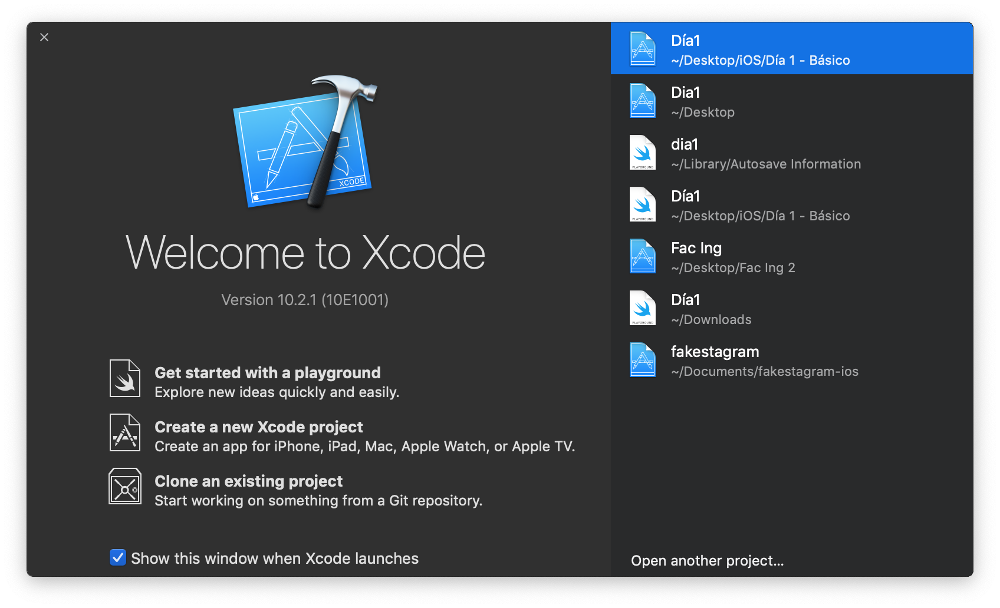 Welcome to Xcode
Version 10.2.1 (10E1001)
XCODE
Get started with a playground
Explore new ideas quickly and easily.
Create a new Xcode project
Create an app for iPhone, iPad, Mac, Apple Watch, or Apple TV.
Clone an existing project
Start working on something from a Git repository.
Show this window when Xcode launches
Día1
~/Desktop/iOS/Día 1 - Básico
Dia1
~/Desktop
PLAYGROUND
dia1
~/Library/Autosave Information
PLAYGROUND
Día1
~/Desktop/iOS/Día 1 - Básico
Fac Ing
~/Desktop/Fac Ing 2
PLAYGROUND
Día1
~/Downloads
fakestagram
~/Documents/fakestagram-ios
Open another project...